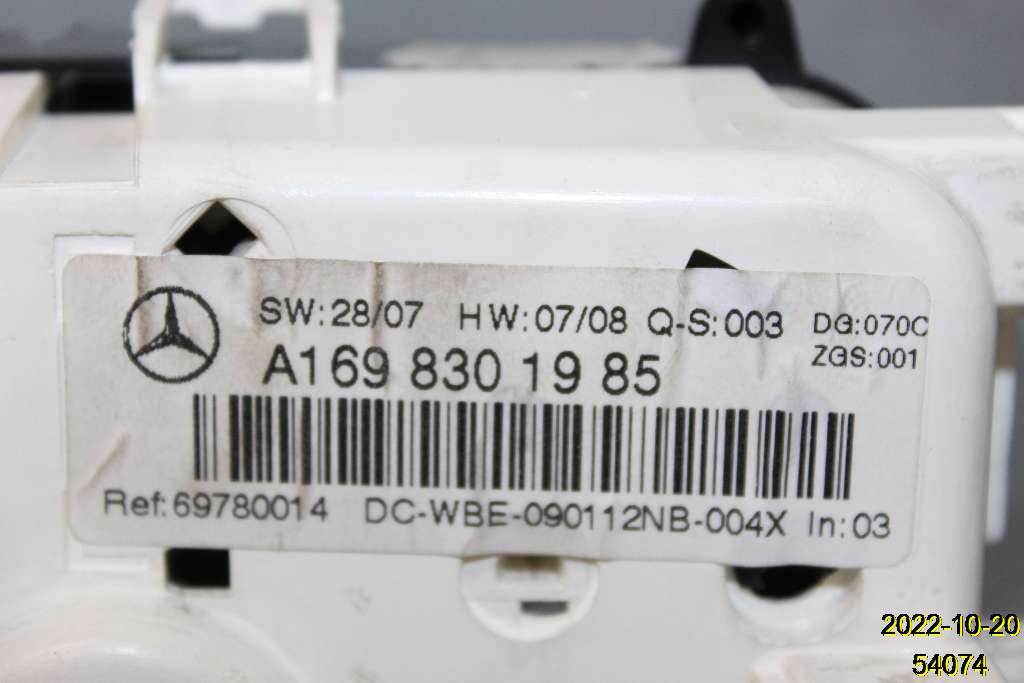 SW:28/07 HW:07/08 Q-S:003 DG:070C
ZGS:001
A169 830 19 85
Ref:69780014 DC-WBE-090112NB-004X In:03
2022-10-20
54074